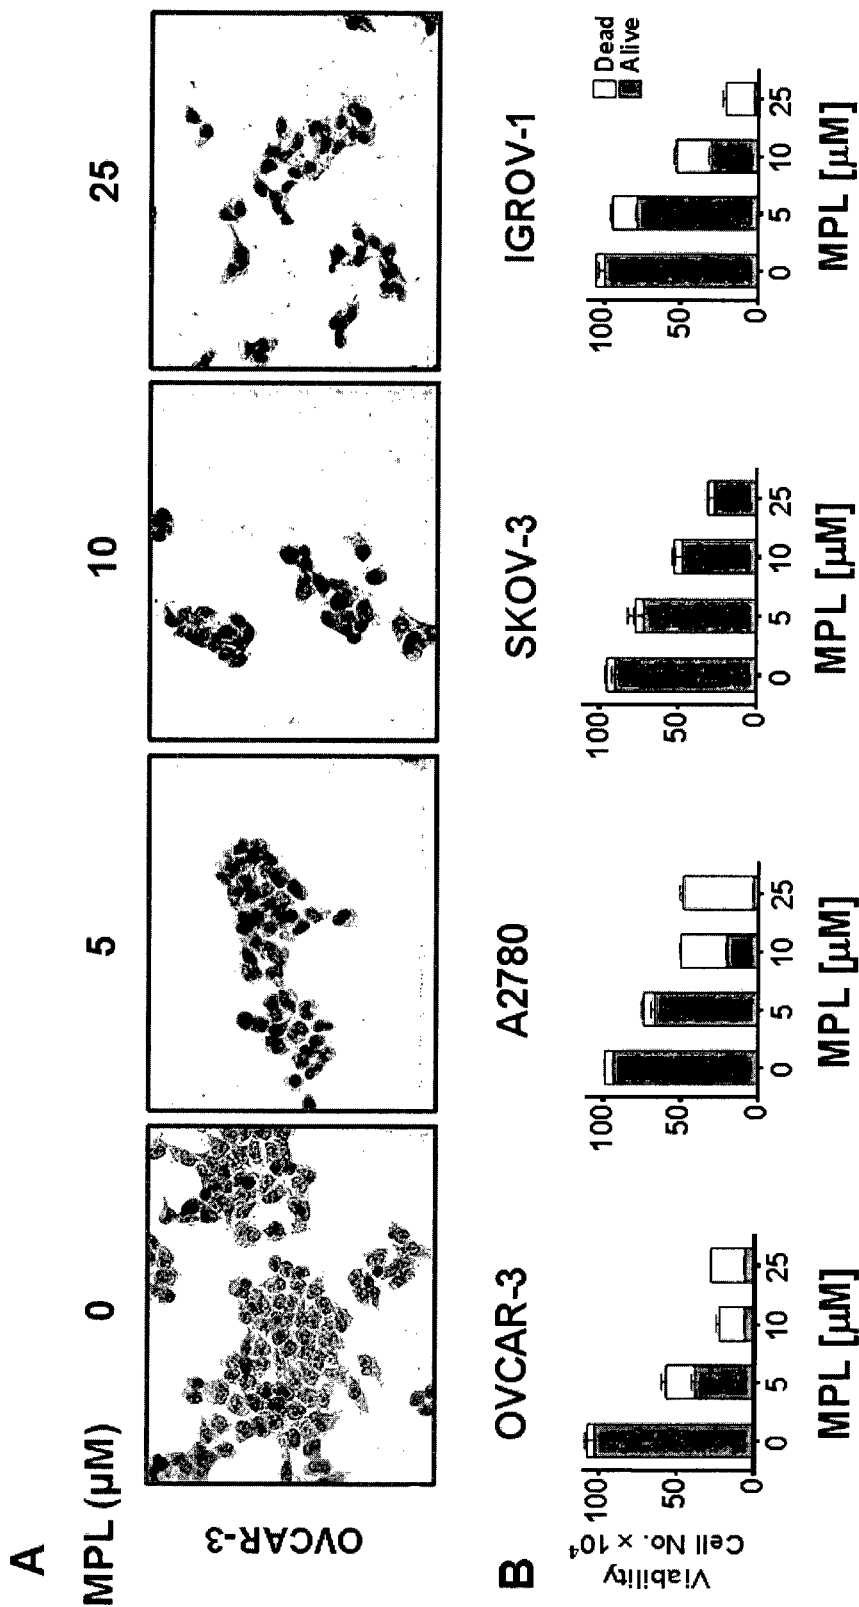 A
MPL (μM) 0 5 10 25
OVCAR-3
B
OVCAR-3 A2780 SKOV-3 IGROV-1
Dead
Alive
Viability
Cell No. × 10⁴
100
50
0
0 5 10 25
MPL [μM]
100
50
0
0 5 10 25
MPL [μM]
100
50
0
0 5 10 25
MPL [μM]
100
50
0
0 5 10 25
MPL [μM]